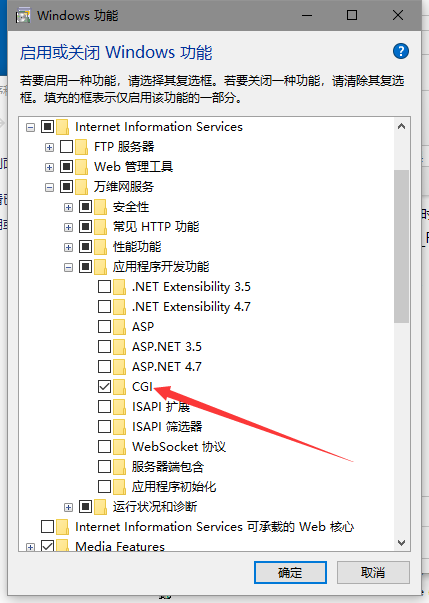 Windows 功能
启用或关闭 Windows 功能
若要启用一种功能，请选择其复选框。若要关闭一种功能，请清除其复选
框。填充的框表示仅启用该功能的一部分。
Internet Information Services
FTP 服务器
Web 管理工具
万维网服务
安全性
常见 HTTP 功能
性能功能
应用程序开发功能
.NET Extensibility 3.5
.NET Extensibility 4.7
ASP
ASP.NET 3.5
ASP.NET 4.7
CGI
ISAPI 扩展
ISAPI 筛选器
WebSocket 协议
服务器端包含
应用程序初始化
运行状况和诊断
Internet Information Services 可承载的 Web 核心
Media Features
确定
取消